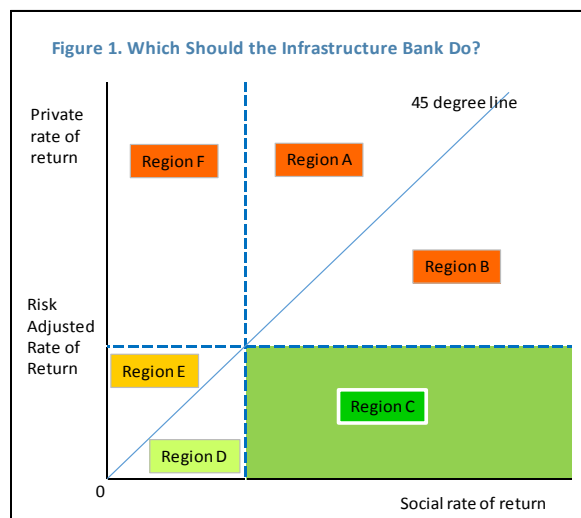 Figure 1. Which Should the Infrastructure Bank Do?
Private
rate of
return
45 degree line
Region F
Region A
Region B
Risk
Adjusted
Rate of
Return
Region E
Region C
Region D
0
Social rate of return